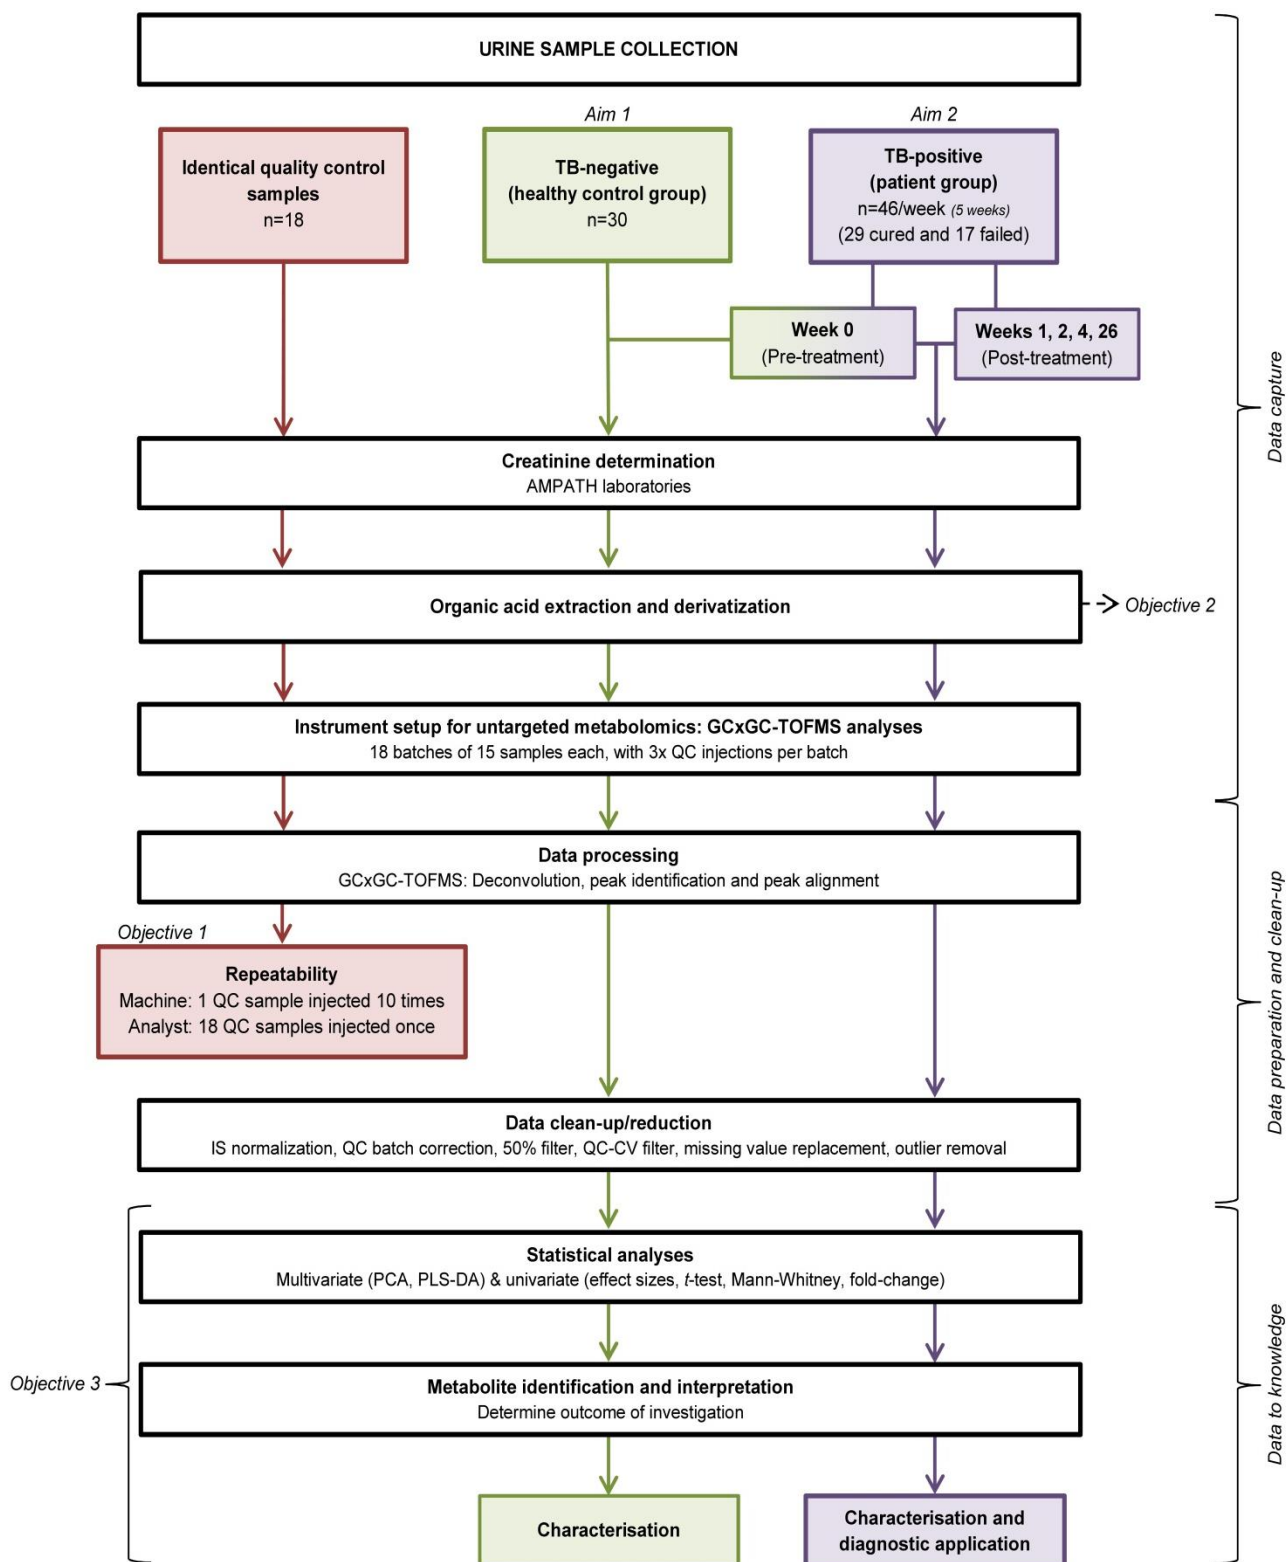 URINE SAMPLE COLLECTION
Aim 1
Aim 2
Identical quality control
samples
n=18
TB-negative
(healthy control group)
n=30
TB-positive
(patient group)
n=46/week (5 weeks)
(29 cured and 17 failed)
Week 0
(Pre-treatment)
Weeks 1, 2, 4, 26
(Post-treatment)
Data capture
Creatinine determination
AMPATH laboratories
Organic acid extraction and derivatization
Objective 2
Instrument setup for untargeted metabolomics: GCxGC-TOFMS analyses
18 batches of 15 samples each, with 3x QC injections per batch
Data processing
GCxGC-TOFMS: Deconvolution, peak identification and peak alignment
Objective 1
Repeatability
Machine: 1 QC sample injected 10 times
Analyst: 18 QC samples injected once
Data preparation and clean-up
Data clean-up/reduction
IS normalization, QC batch correction, 50% filter, QC-CV filter, missing value replacement, outlier removal
Statistical analyses
Multivariate (PCA, PLS-DA) & univariate (effect sizes, t-test, Mann-Whitney, fold-change)
Objective 3
Metabolite identification and interpretation
Determine outcome of investigation
Data to knowledge
Characterisation
Characterisation and
diagnostic application